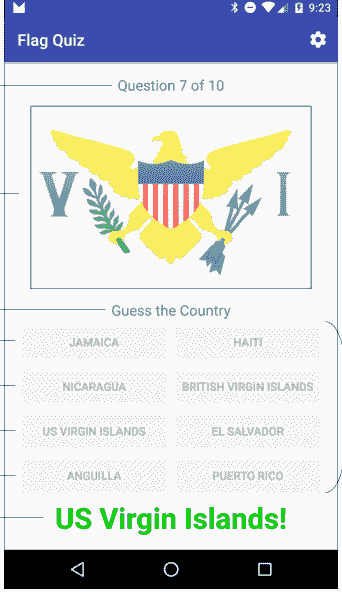 9:23
Flag Quiz
Question 7 of 10
V I
Guess the Country
JAMAICA HAITI
NICARAGUA BRITISH VIRGIN ISLANDS
US VIRGIN ISLANDS EL SALVADOR
ANGUILLA PUERTO RICO
US Virgin Islands!